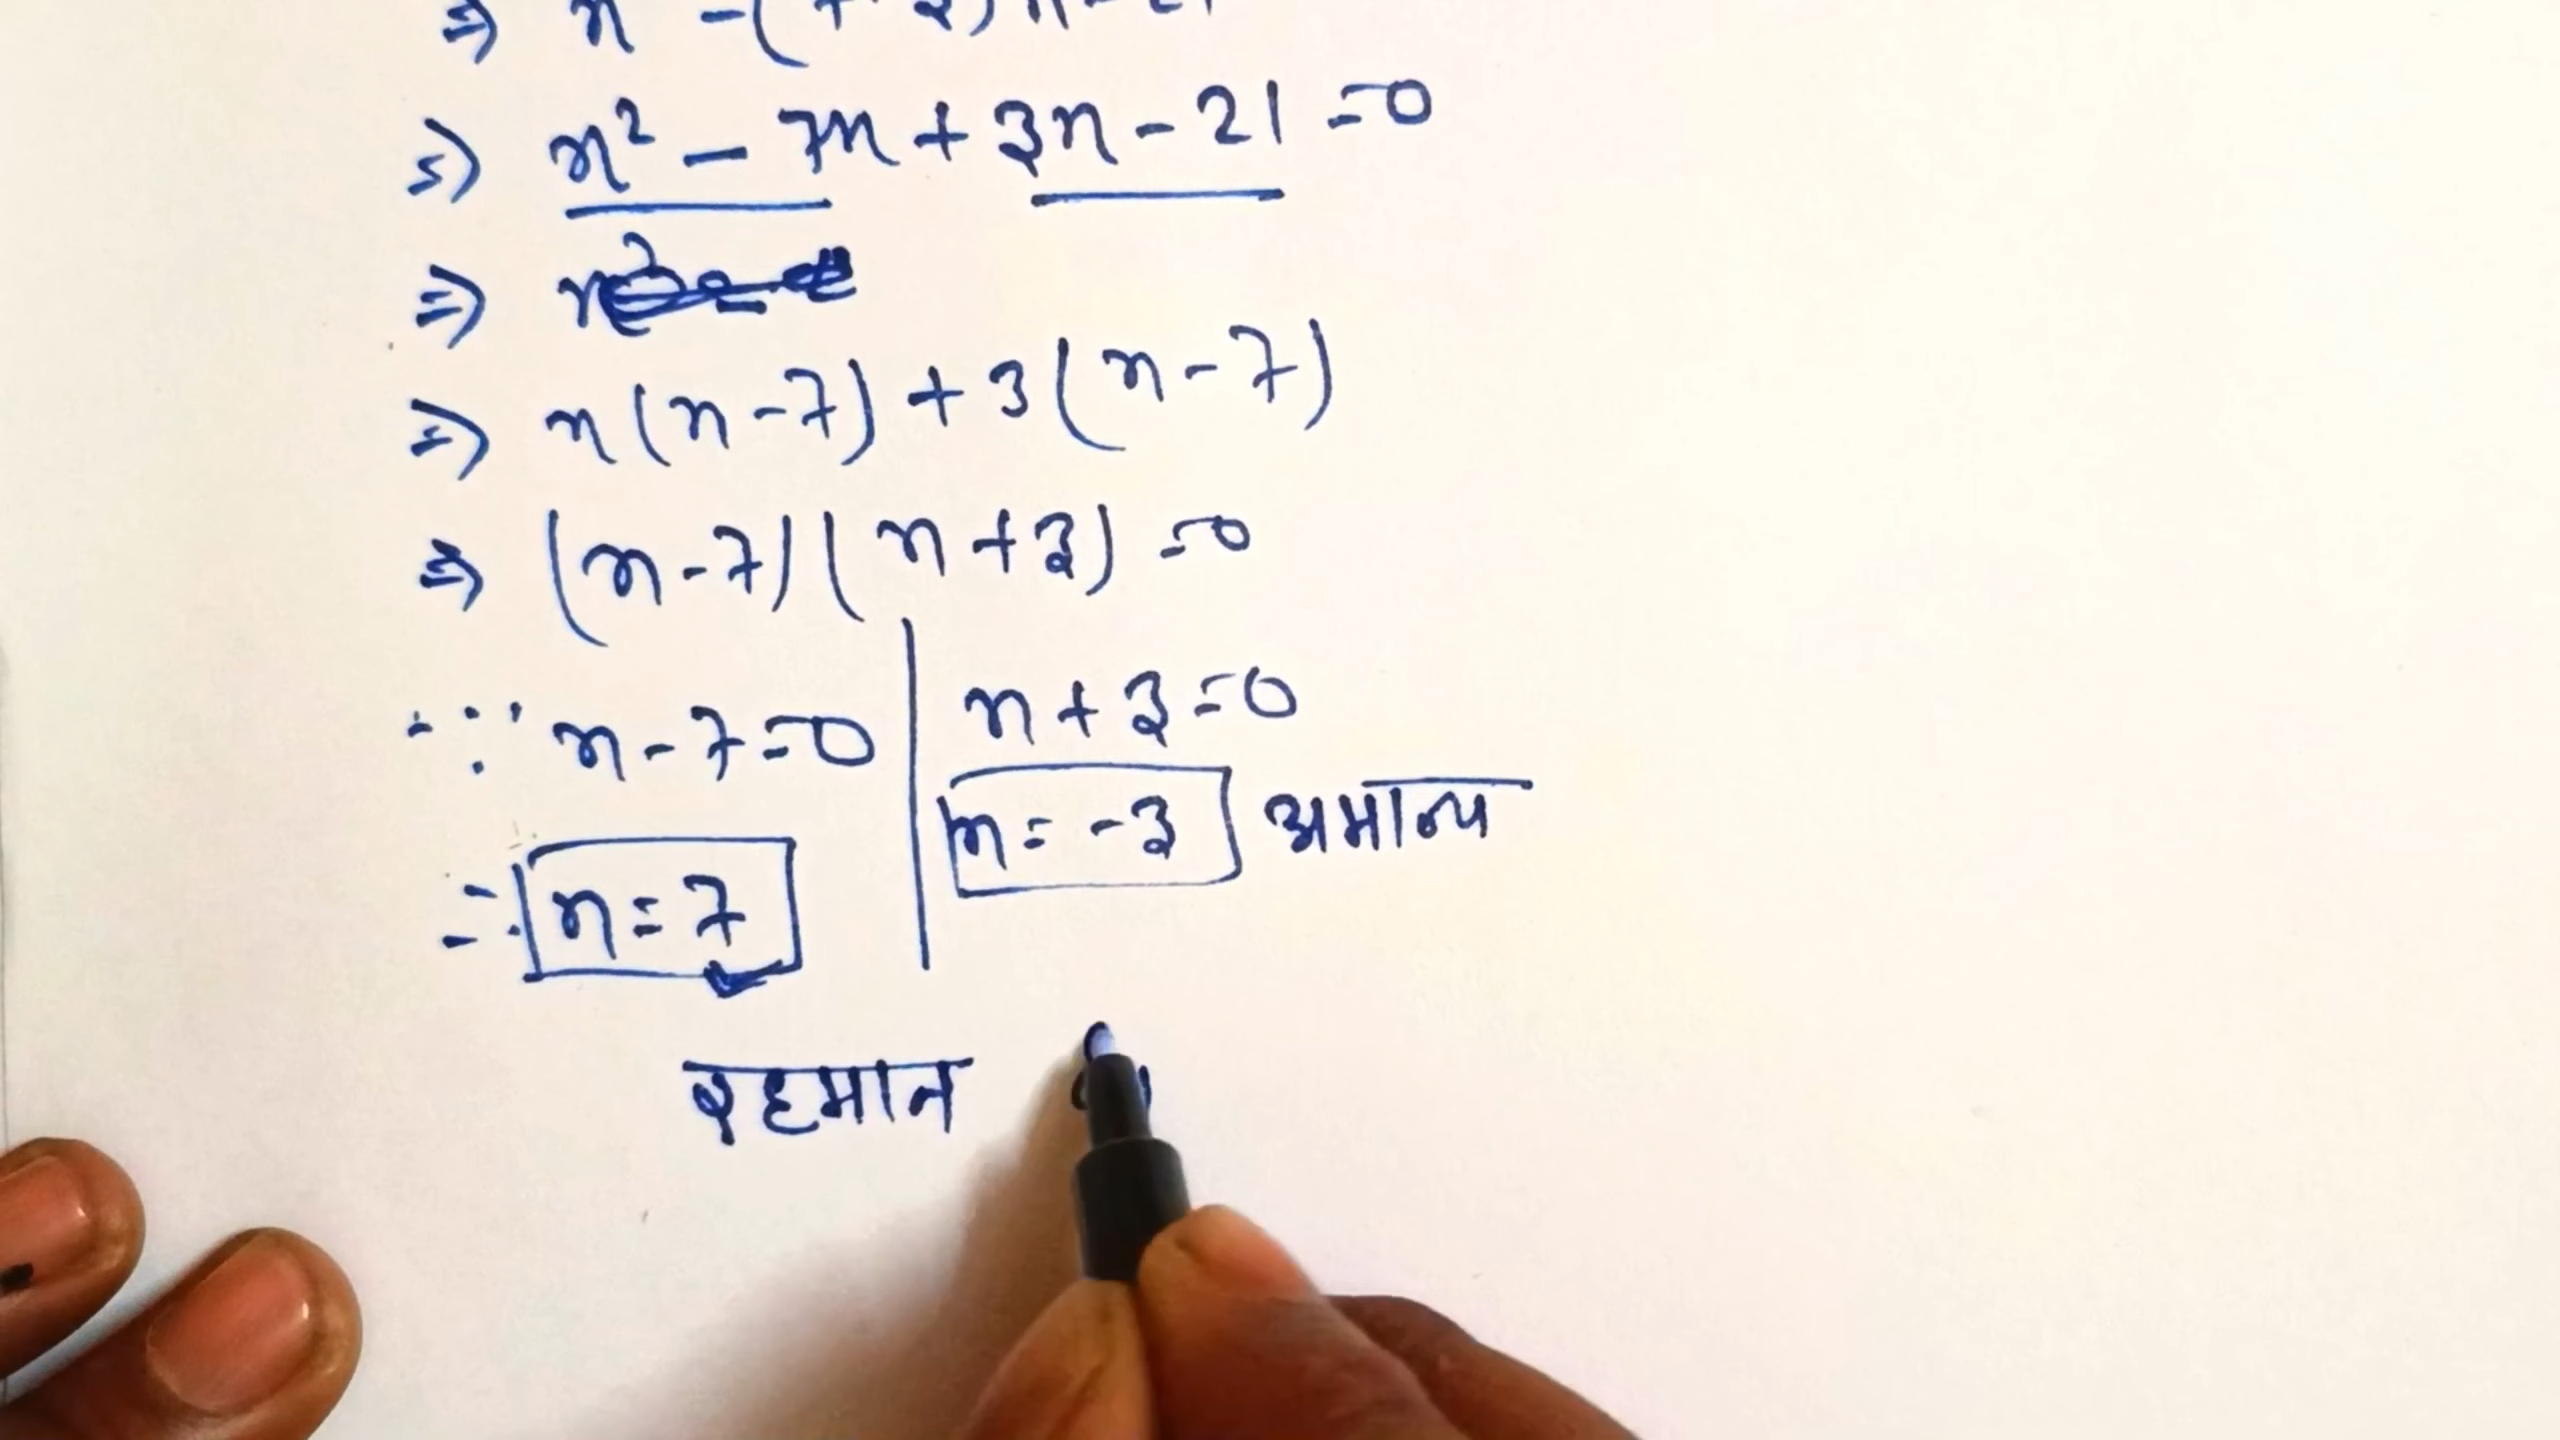 ⇒ x² - 7x + 3x - 21 = 0
⇒ x(x-7) + 3(x-7)
⇒ (x-7)(x+3) = 0
∵ x - 7 = 0 | x + 3 = 0
∴ x = 7 | x = -3 अमान्य
रहमान